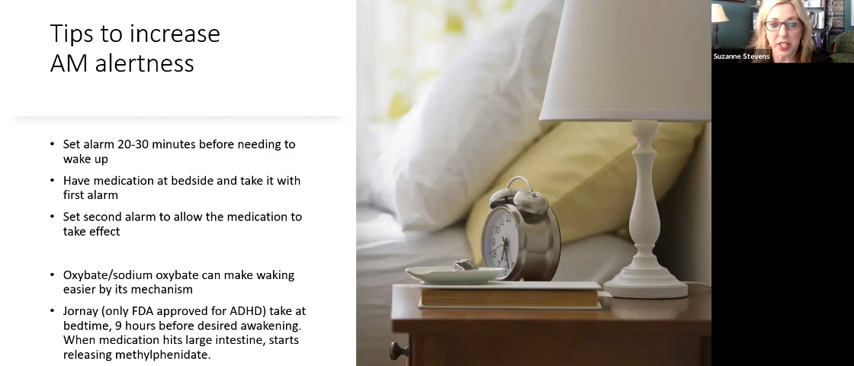 Tips to increase
AM alertness
• Set alarm 20-30 minutes before needing to
wake up
• Have medication at bedside and take it with
first alarm
• Set second alarm to allow the medication to
take effect
• Oxybate/sodium oxybate can make waking
easier by its mechanism
• Jornay (only FDA approved for ADHD) take at
bedtime, 9 hours before desired awakening.
When medication hits large intestine, starts
releasing methylphenidate.
Suzanne Stevens